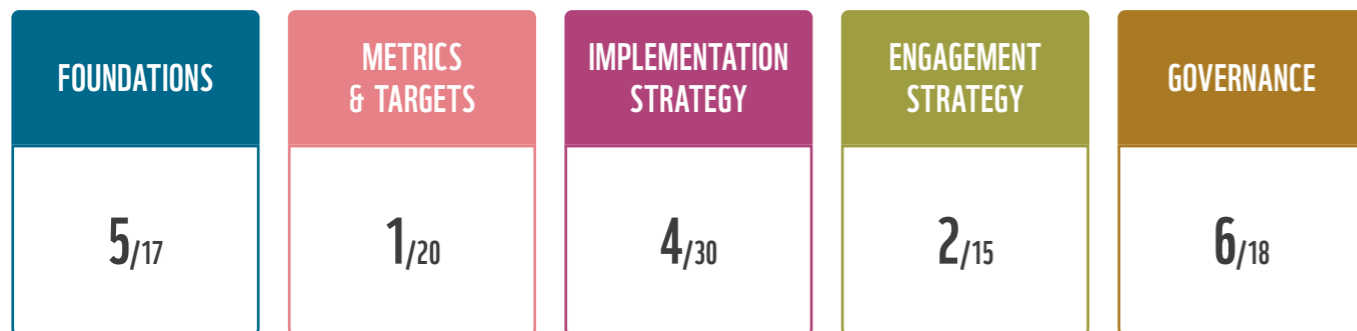 FOUNDATIONS
5/17
METRICS
& TARGETS
1/20
IMPLEMENTATION
STRATEGY
4/30
ENGAGEMENT
STRATEGY
2/15
GOVERNANCE
6/18